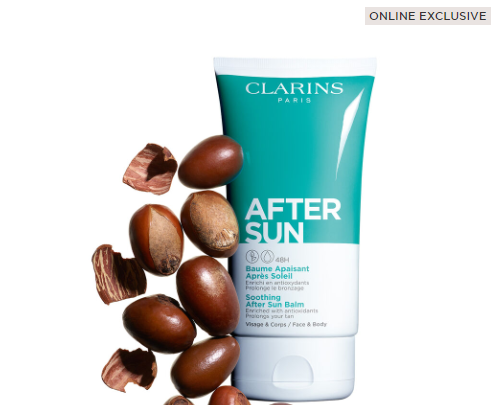 ONLINE EXCLUSIVE
CLARINS
PARIS
AFTER
SUN
48H
Baume Apaisant
Après Soleil
Enrichi en antioxydants
Prolonge le bronzage
Soothing
After Sun Balm
Enriched with antioxidants
Prolongs your tan
Visage & Corps / Face & Body